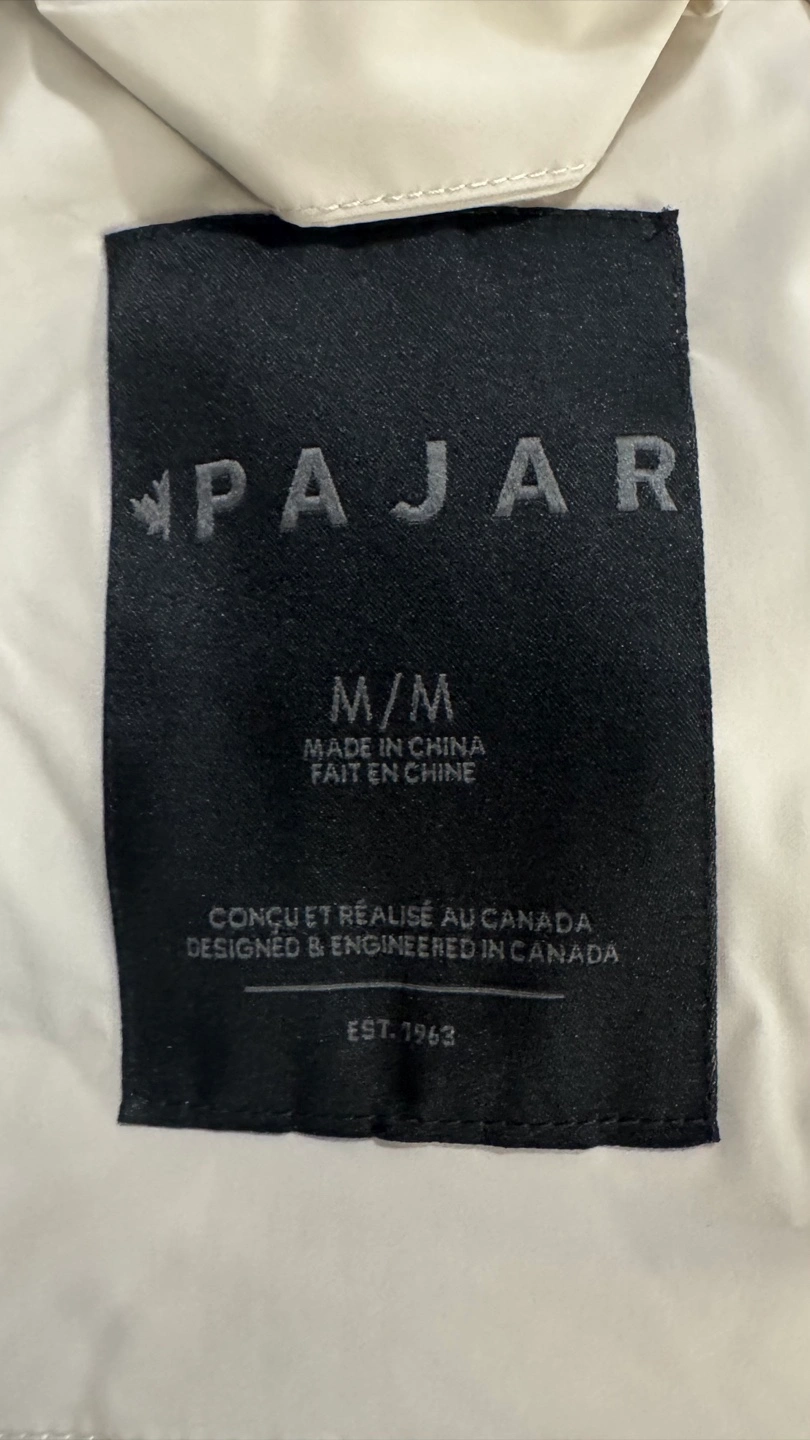 PAJAR
M/M
MADE IN CHINA
FAIT EN CHINE
CONÇU ET RÉALISÉ AU CANADA
DESIGNED & ENGINEERED IN CANADA
EST. 1963